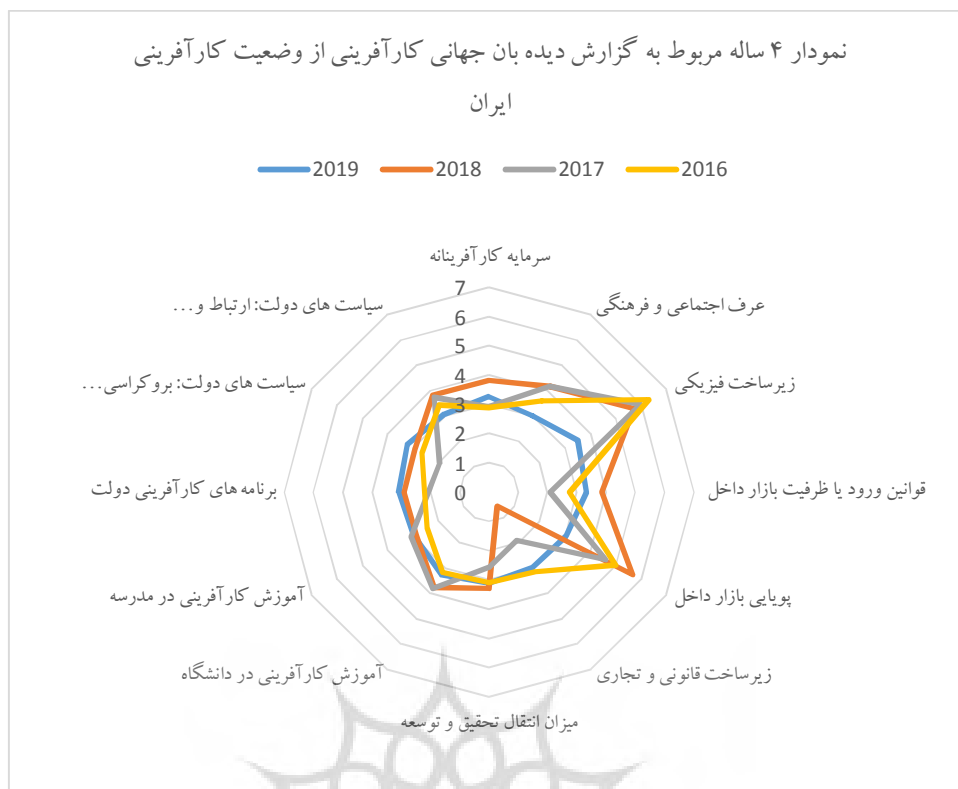 نمودار ۴ ساله مربوط به گزارش دیده بان جهانی کارآفرینی از وضعیت کارآفرینی
ایران
2019 2018 2017 2016
سرمایه کارآفرینانه
عرف اجتماعی و فرهنگی
زیرساخت فیزیکی
قوانین ورود یا ظرفیت بازار داخل
پویایی بازار داخل
زیرساخت قانونی و تجاری
میزان انتقال تحقیق و توسعه
آموزش کارآفرینی در دانشگاه
آموزش کارآفرینی در مدرسه
برنامه های کارآفرینی دولت
سیاست های دولت: بروکراسی...
سیاست های دولت: ارتباط و...
7
6
5
4
3
2
1
0